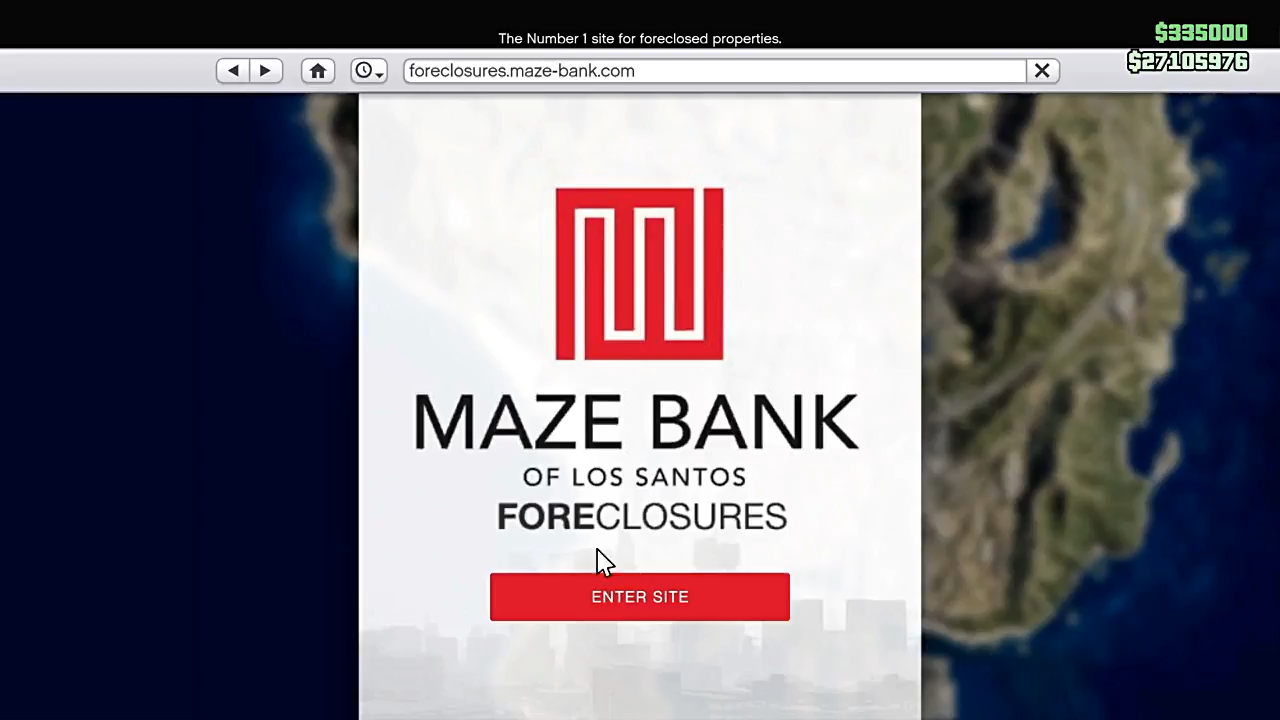 The Number 1 site for foreclosed properties.
$335000
$27105976
foreclosures.maze-bank.com
MAZE BANK
OF LOS SANTOS
FORECLOSURES
ENTER SITE